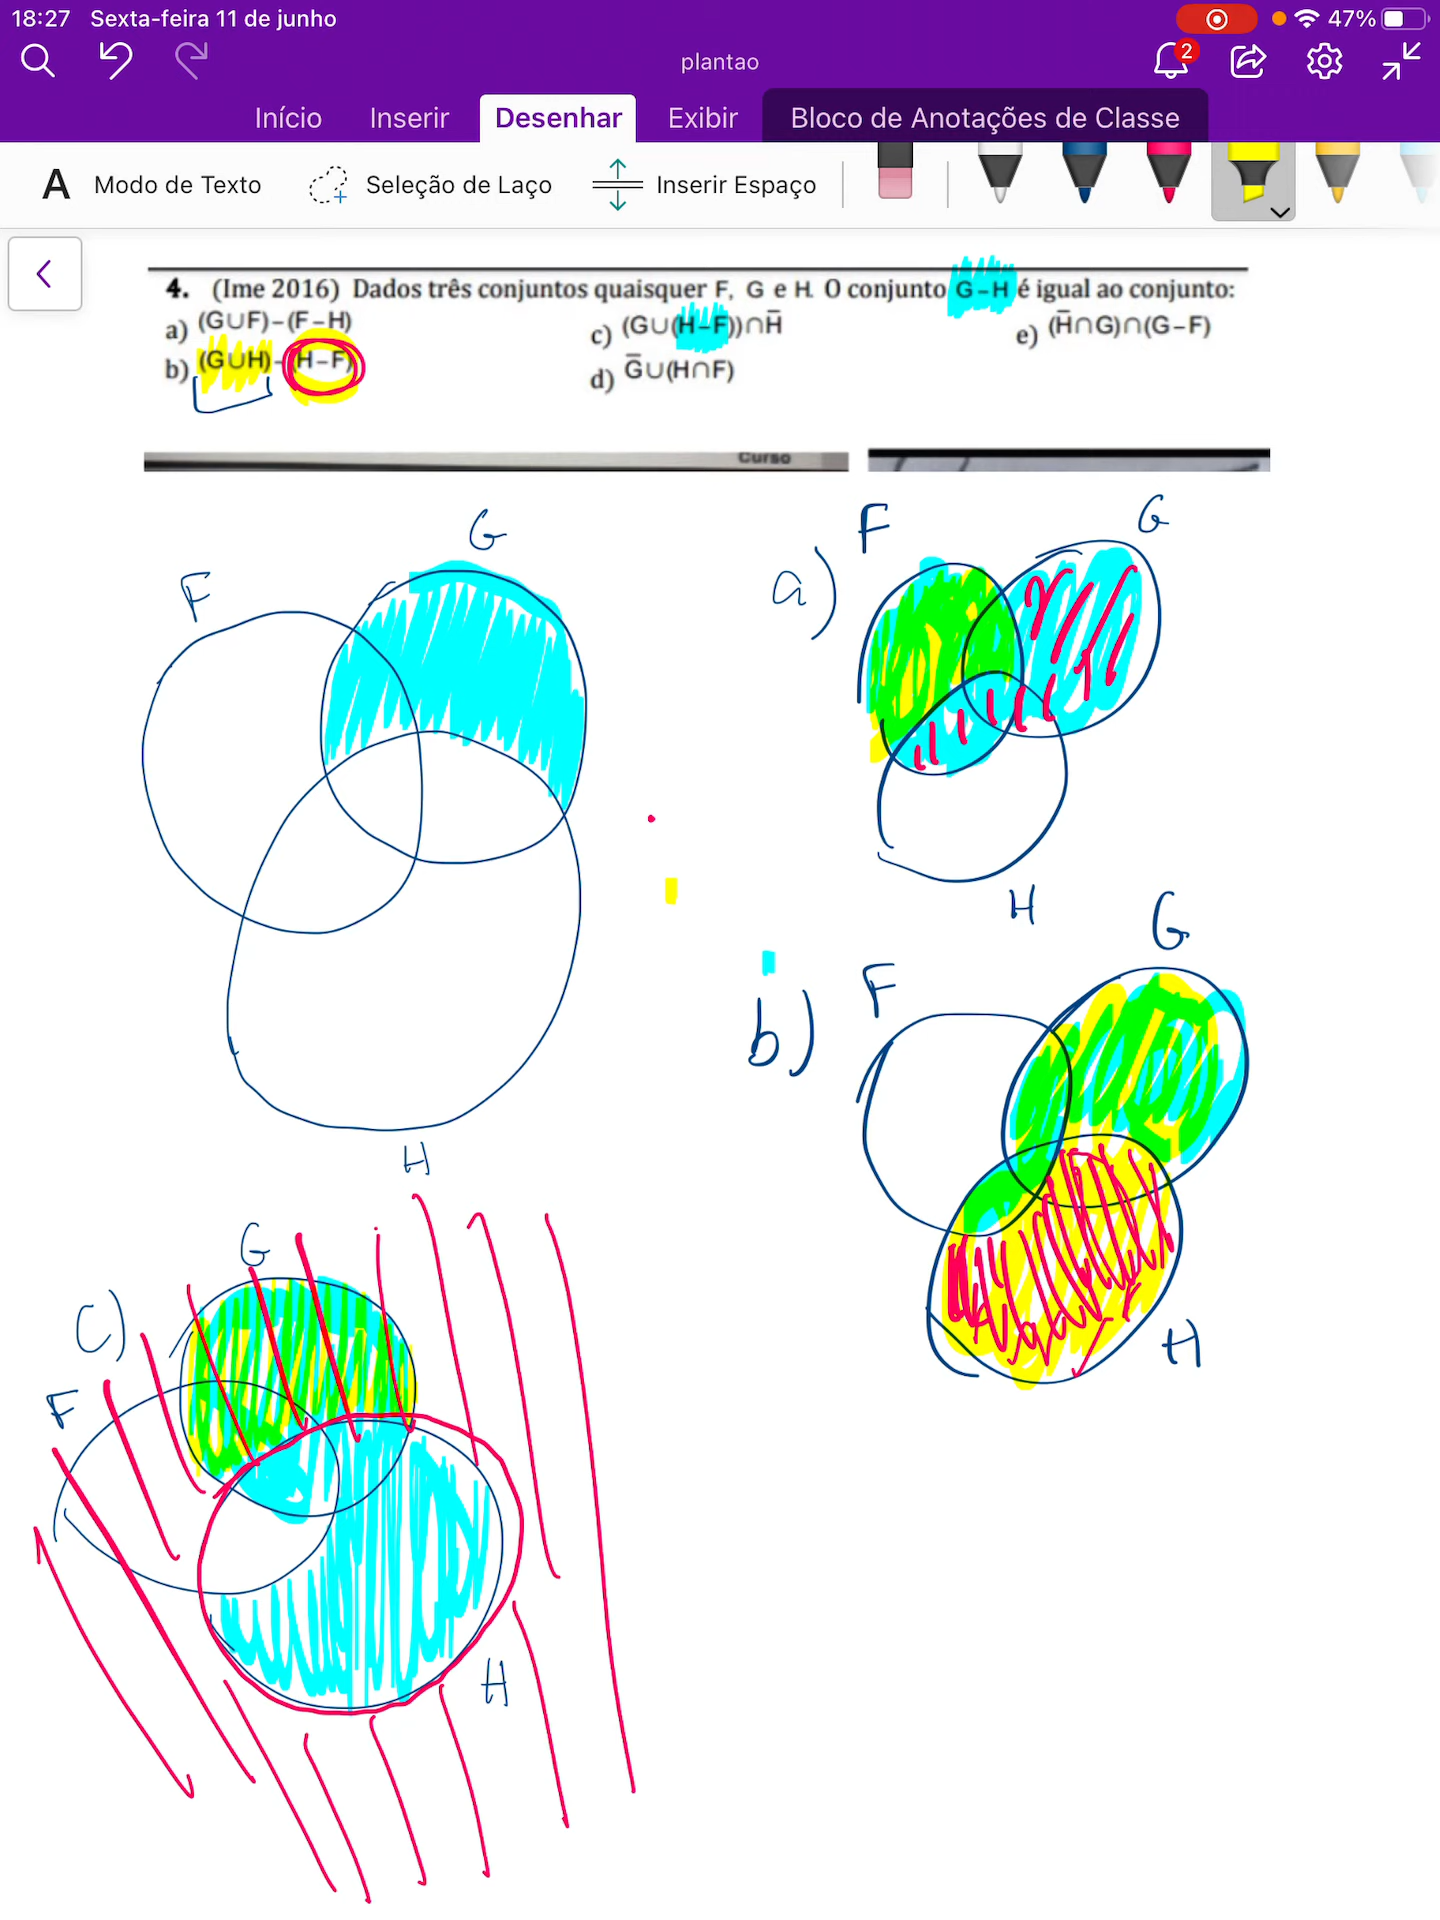 18:27 Sexta-feira 11 de junho 47%
plantao 2
Início Inserir Desenhar Exibir Bloco de Anotações de Classe
A Modo de Texto Seleção de Laço Inserir Espaço
4. (Ime 2016) Dados três conjuntos quaisquer F, G e H. O conjunto G–H é igual ao conjunto:
a) (G∪F)–(F–H)
b) (G∪H)–(H–F)
c) (G∪(H–F))∩H̅
d) G̅∪(H∩F)
e) (H̅∩G)∩(G–F)
Curso
F G H
a) F G H
b) F G H
C) F G H